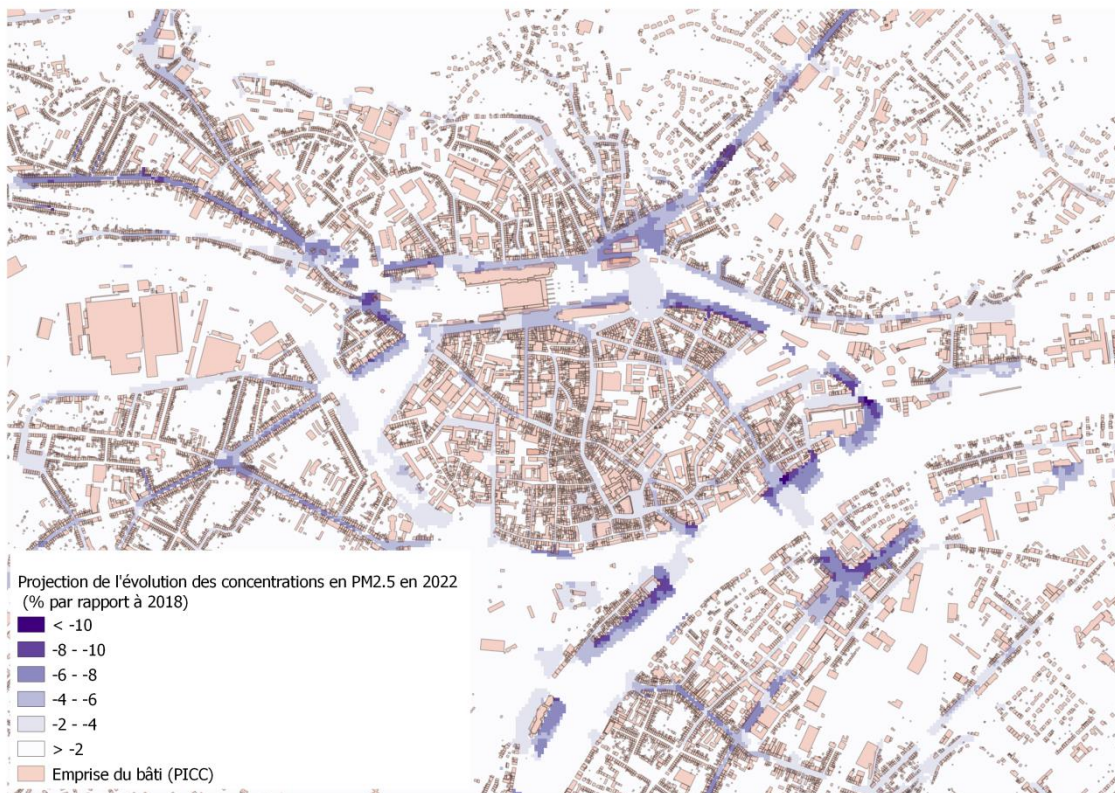 Projection de l'évolution des concentrations en PM2.5 en 2022
(% par rapport à 2018)
< -10
-8 - -10
-6 - -8
-4 - -6
-2 - -4
> -2
Emprise du bâti (PICC)